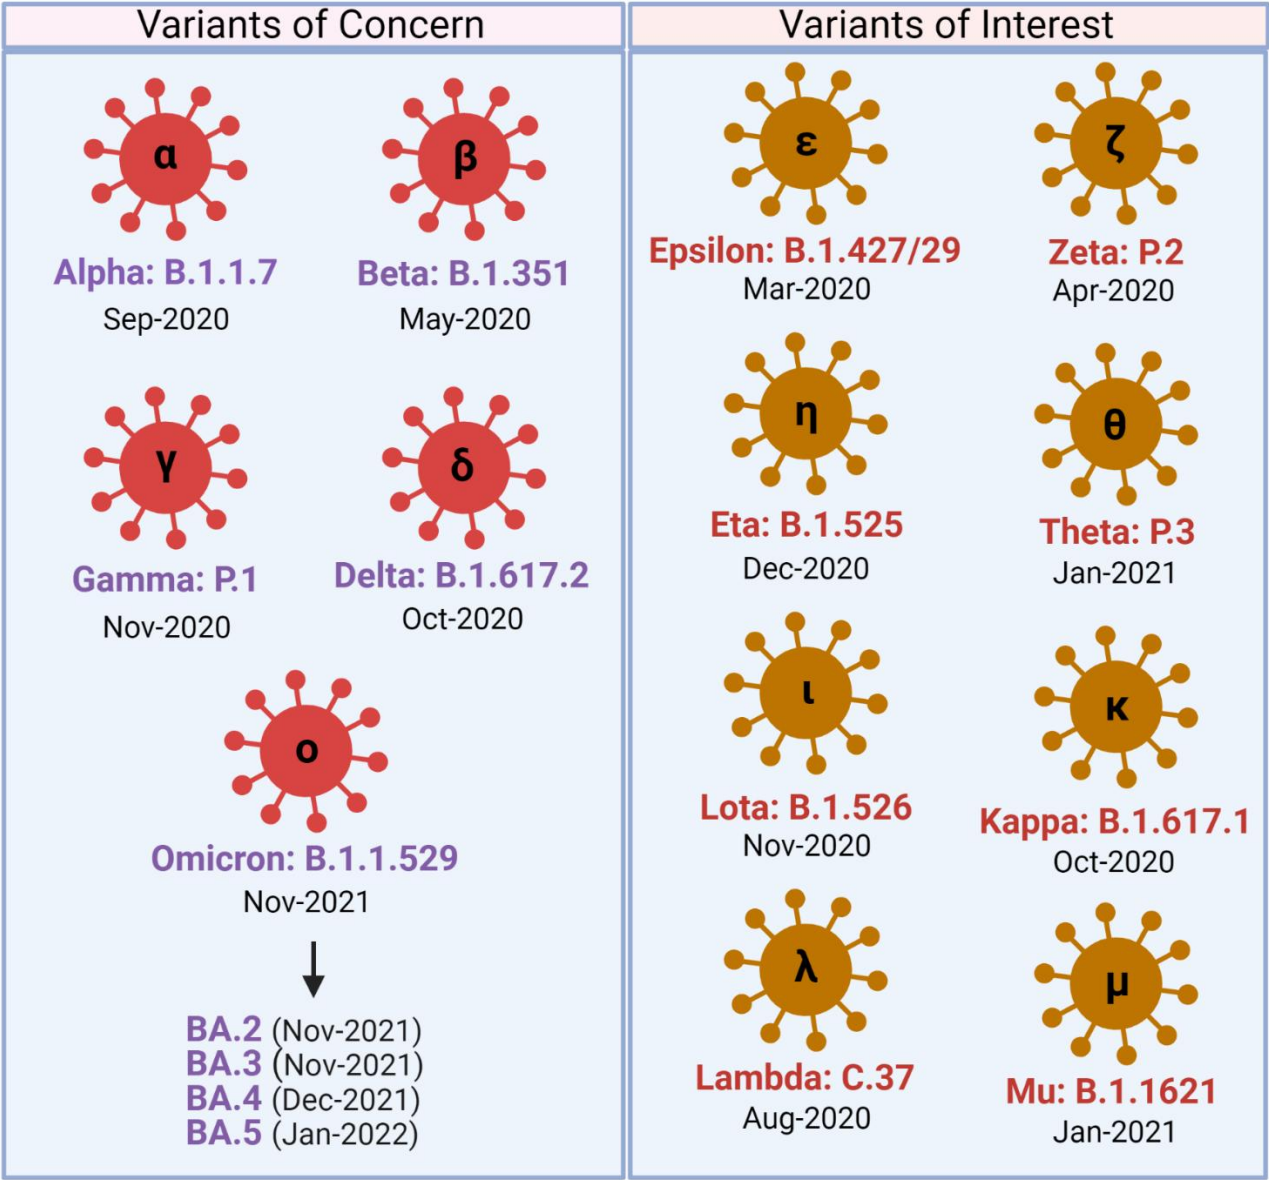 Variants of Concern
α
β
Alpha: B.1.1.7
Beta: B.1.351
Sep-2020
May-2020
γ
δ
Gamma: P.1
Delta: B.1.617.2
Nov-2020
Oct-2020
ο
Omicron: B.1.1.529
Nov-2021
BA.2 (Nov-2021)
BA.3 (Nov-2021)
BA.4 (Dec-2021)
BA.5 (Jan-2022)
Variants of Interest
ε
ζ
Epsilon: B.1.427/29
Zeta: P.2
Mar-2020
Apr-2020
η
θ
Eta: B.1.525
Theta: P.3
Dec-2020
Jan-2021
ι
κ
Lota: B.1.526
Kappa: B.1.617.1
Nov-2020
Oct-2020
λ
μ
Lambda: C.37
Mu: B.1.1621
Aug-2020
Jan-2021